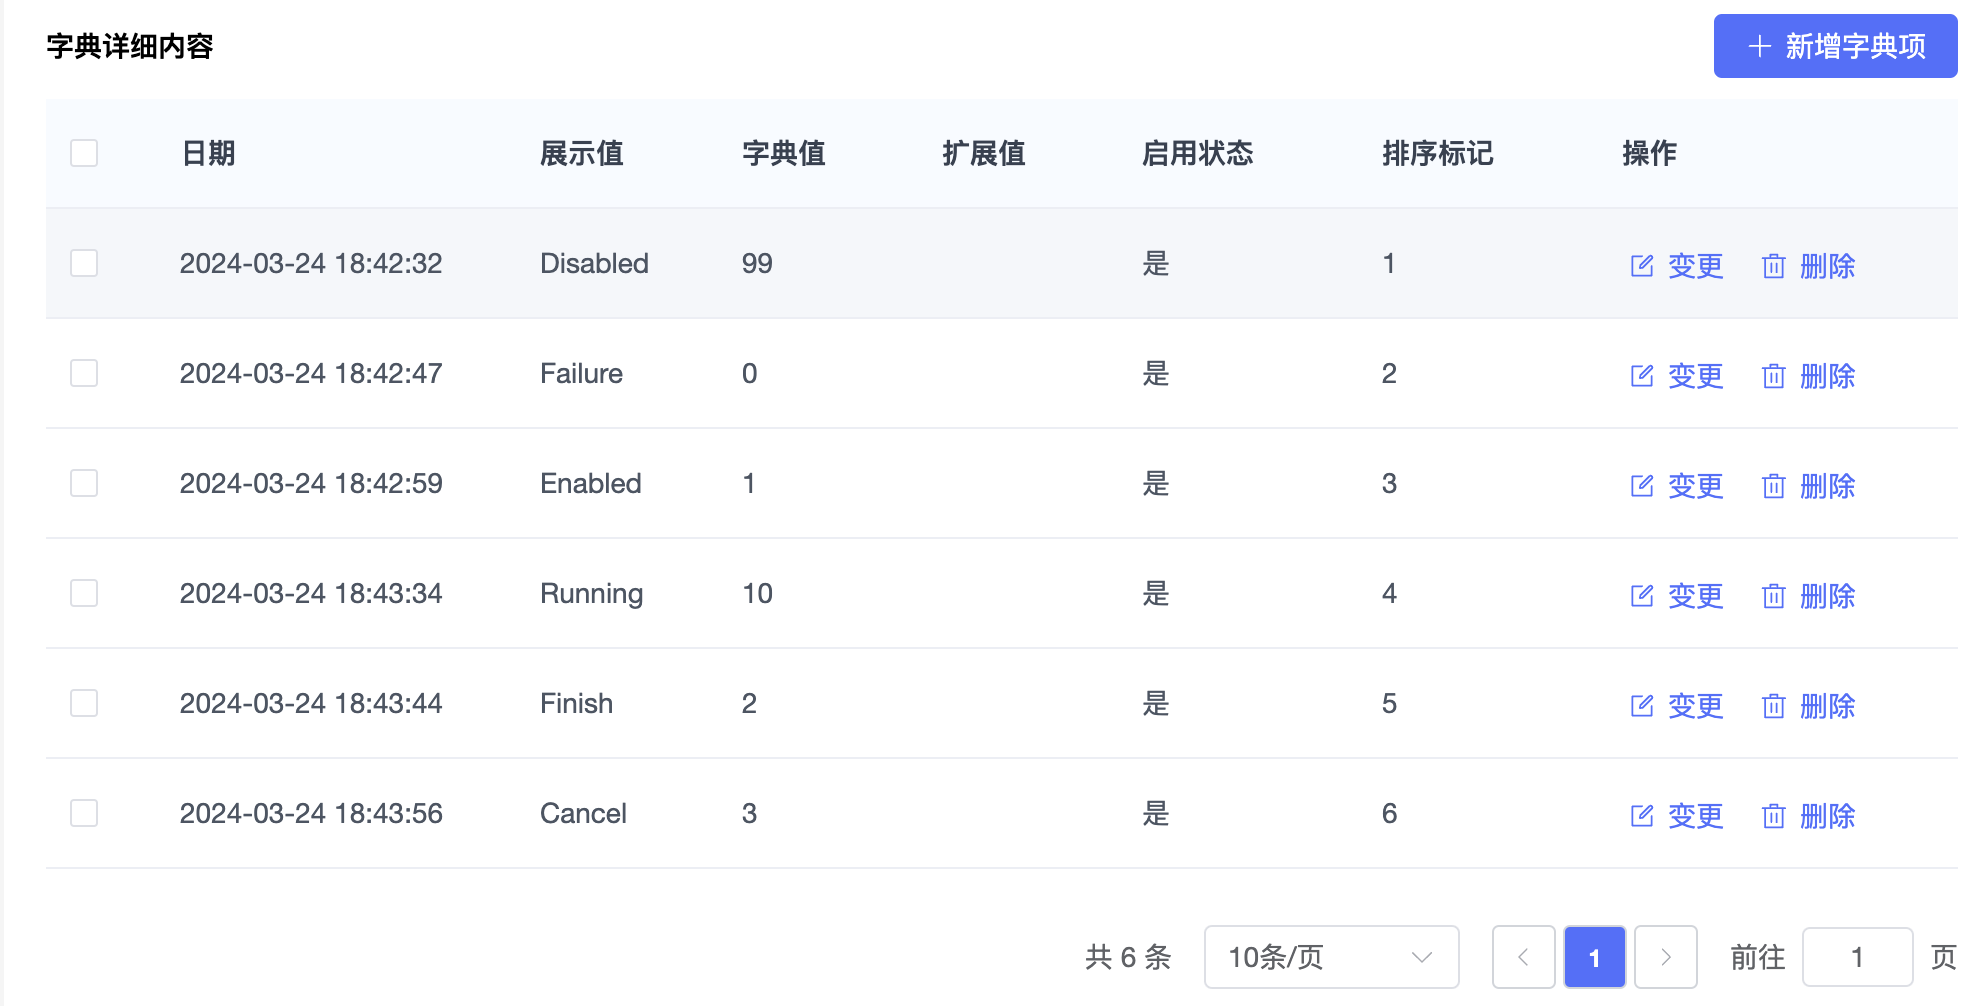 字典详细内容
新增字典项
日期 展示值 字典值 扩展值 启用状态 排序标记 操作
2024-03-24 18:42:32 Disabled 99 是 1 变更 删除
2024-03-24 18:42:47 Failure 0 是 2 变更 删除
2024-03-24 18:42:59 Enabled 1 是 3 变更 删除
2024-03-24 18:43:34 Running 10 是 4 变更 删除
2024-03-24 18:43:44 Finish 2 是 5 变更 删除
2024-03-24 18:43:56 Cancel 3 是 6 变更 删除
共 6 条 10条/页 1 前往 1 页